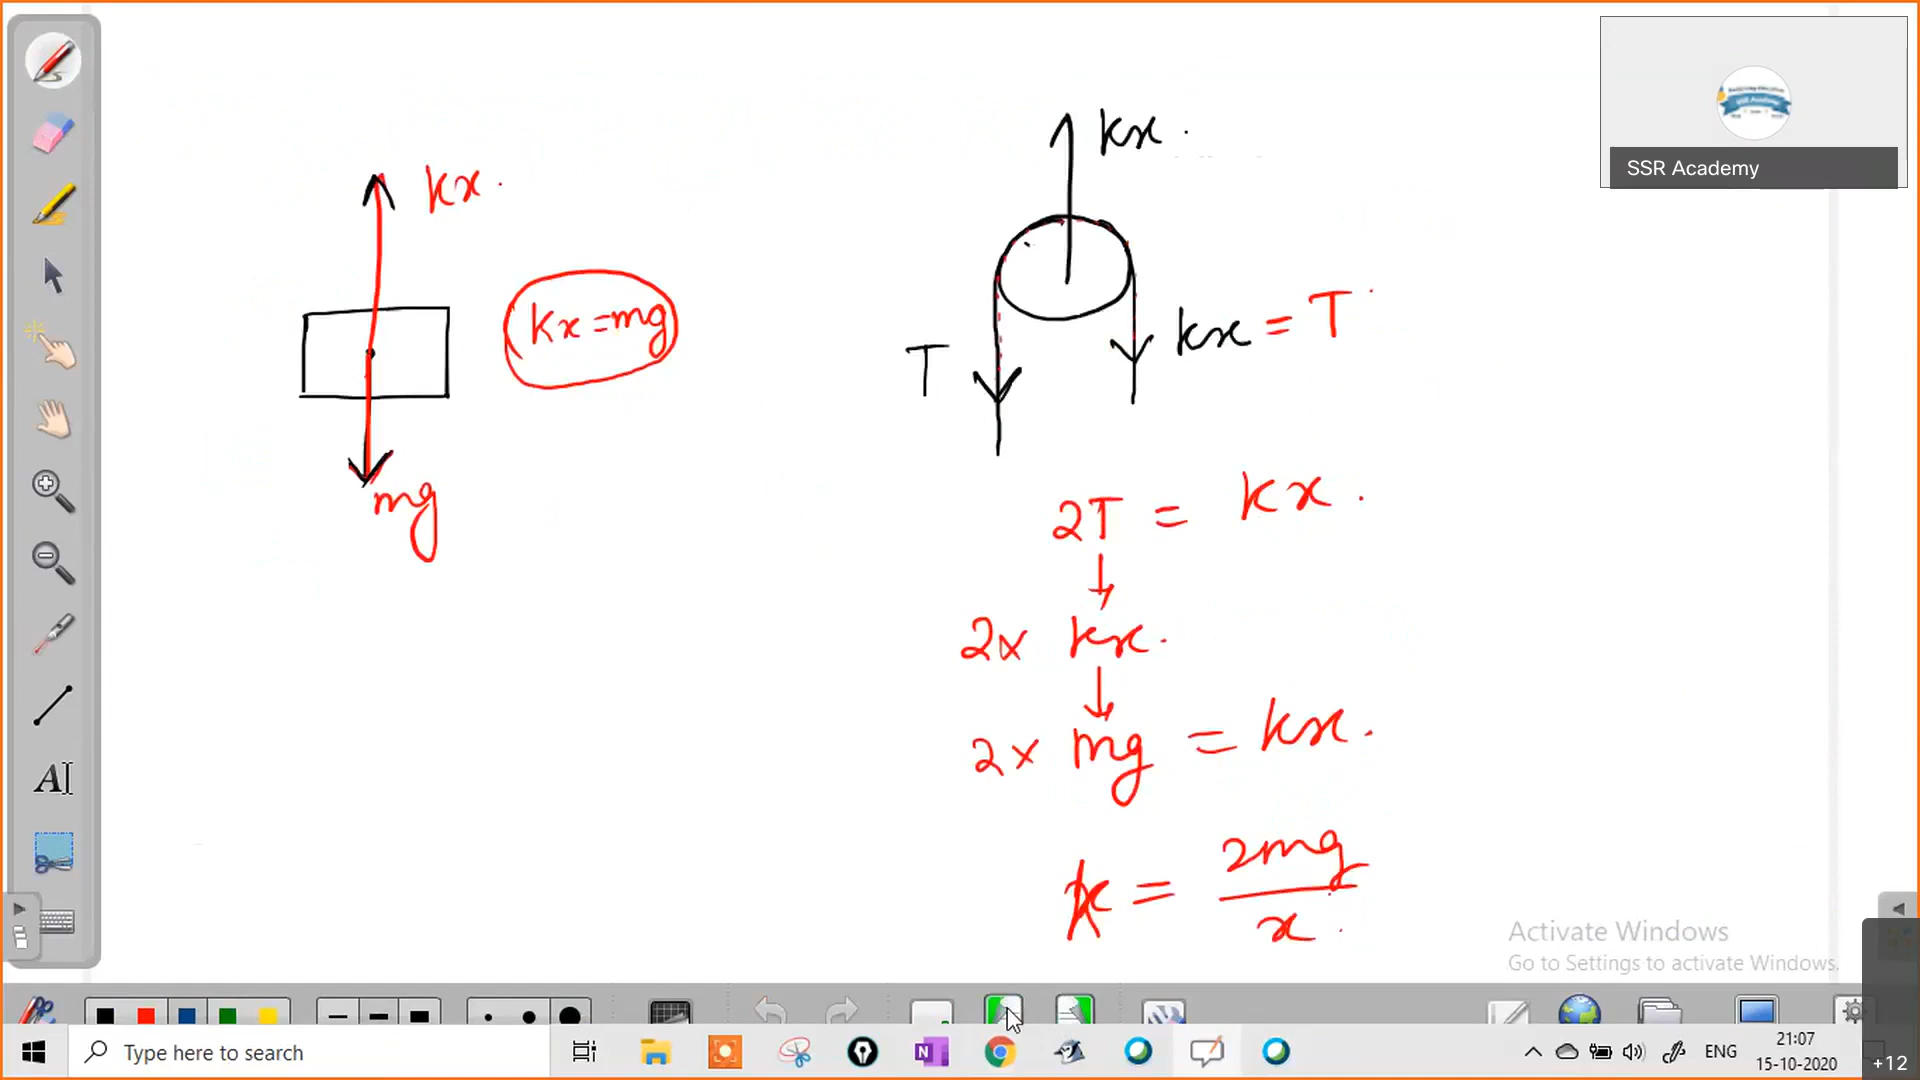 SSR Academy
kx.
kx.
kx = mg
kx = T
T
mg
2T = kx.
2x kx.
2x mg = kx.
k = 2mg
x.
A
Activate Windows
Go to Settings to activate Windows.
Type here to search
N
ENG
21:07
15-10-2020
+12